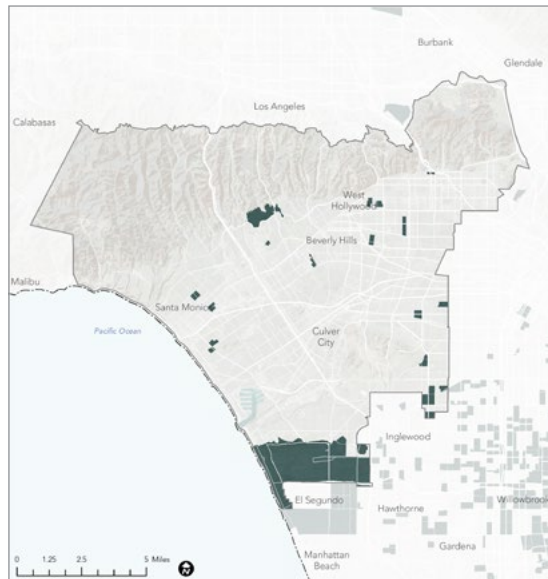 Burbank
Glendale
Los Angeles
Calabasas
West
Hollywood
Beverly Hills
Malibu
Santa Monica
Pacific Ocean
Culver
City
Inglewood
El Segundo
Willowbrook
Hawthorne
Gardena
Manhattan
Beach
0 1.25 2.5 5 Miles
N